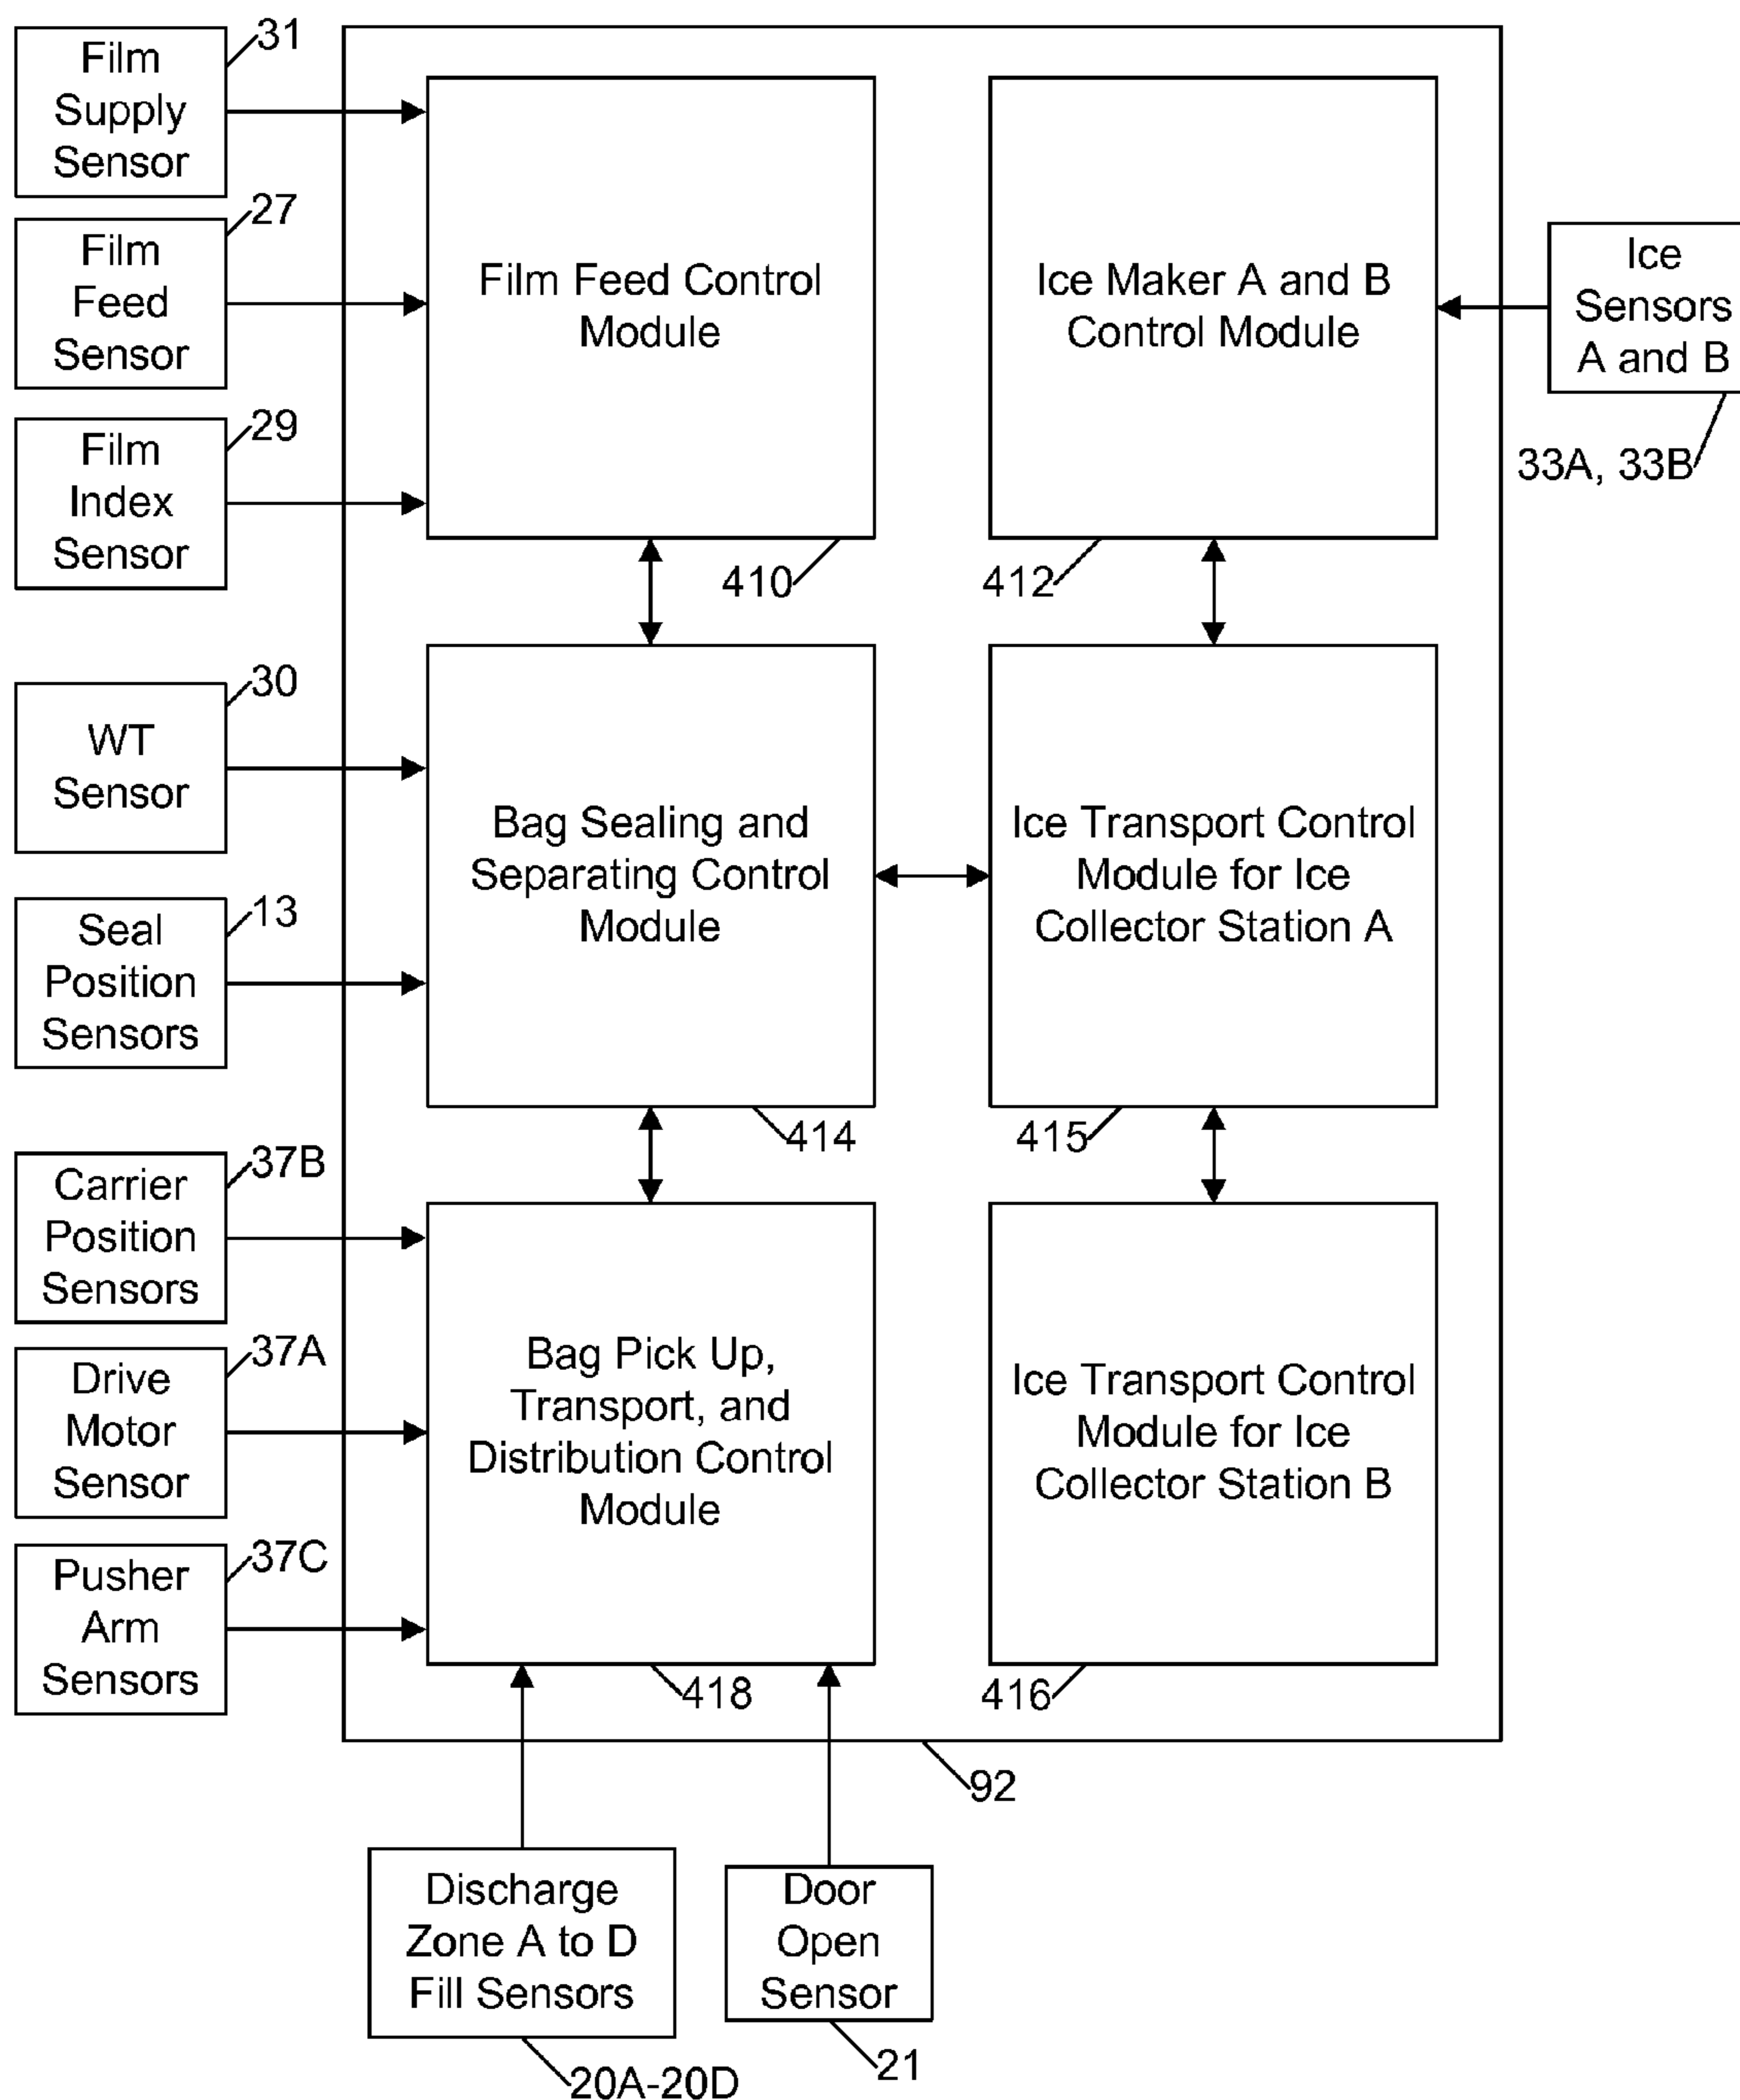 Film
Supply
Sensor
31
Film
Feed
Sensor
27
Film
Index
Sensor
29
WT
Sensor
30
Seal
Position
Sensors
13
Carrier
Position
Sensors
37B
Drive
Motor
Sensor
37A
Pusher
Arm
Sensors
37C
Film Feed Control
Module
410
Ice Maker A and B
Control Module
412
Ice
Sensors
A and B
33A, 33B
Bag Sealing and
Separating Control
Module
414
Ice Transport Control
Module for Ice
Collector Station A
415
Bag Pick Up,
Transport, and
Distribution Control
Module
418
Ice Transport Control
Module for Ice
Collector Station B
416
92
Discharge
Zone A to D
Fill Sensors
20A-20D
Door
Open
Sensor
21